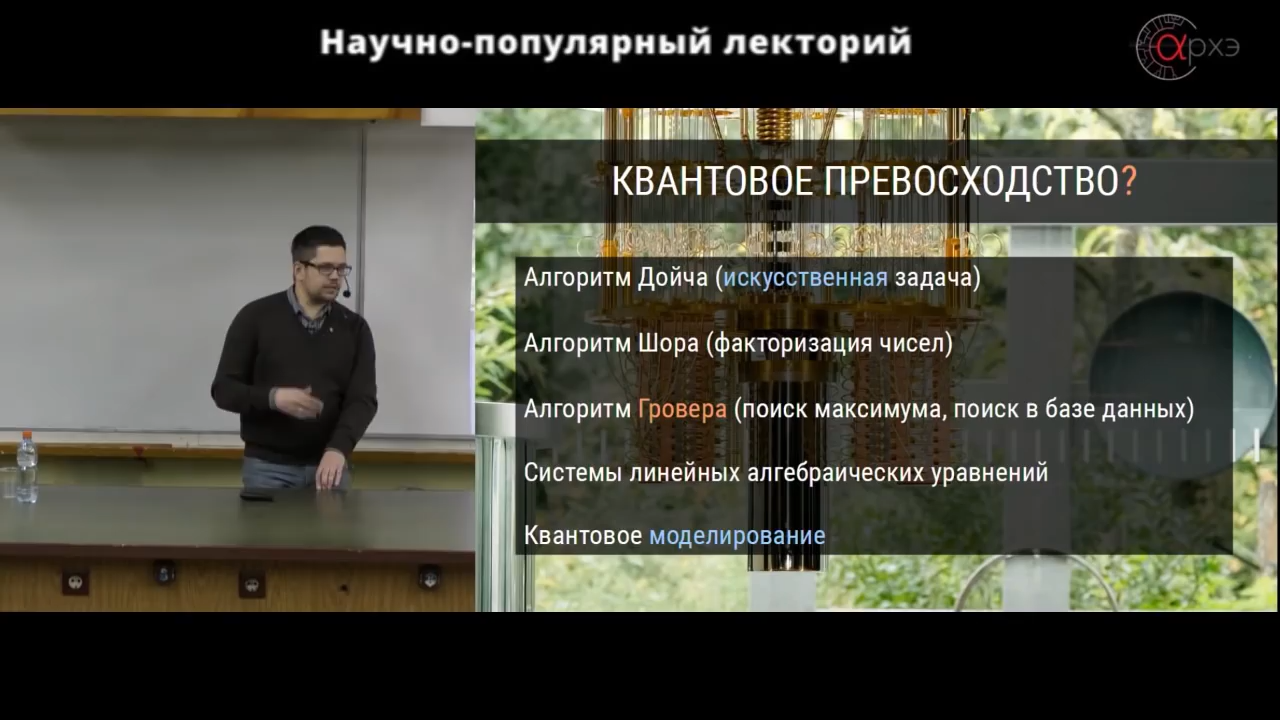 Научно-популярный лекторий
αрхэ
КВАНТОВОЕ ПРЕВОСХОДСТВО?
Алгоритм Дойча (искусственная задача)
Алгоритм Шора (факторизация чисел)
Алгоритм Гровера (поиск максимума, поиск в базе данных)
Системы линейных алгебраических уравнений
Квантовое моделирование